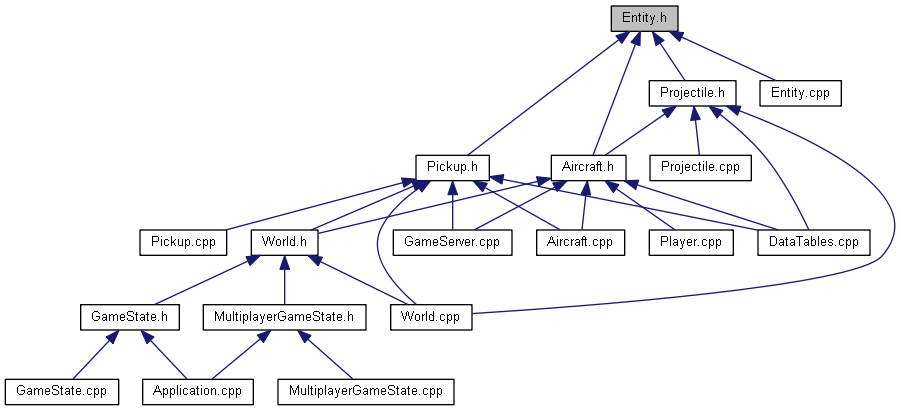 Entity.h
Projectile.h
Entity.cpp
Pickup.h
Aircraft.h
Projectile.cpp
Pickup.cpp
World.h
GameServer.cpp
Aircraft.cpp
Player.cpp
DataTables.cpp
GameState.h
MultiplayerGameState.h
World.cpp
GameState.cpp
Application.cpp
MultiplayerGameState.cpp